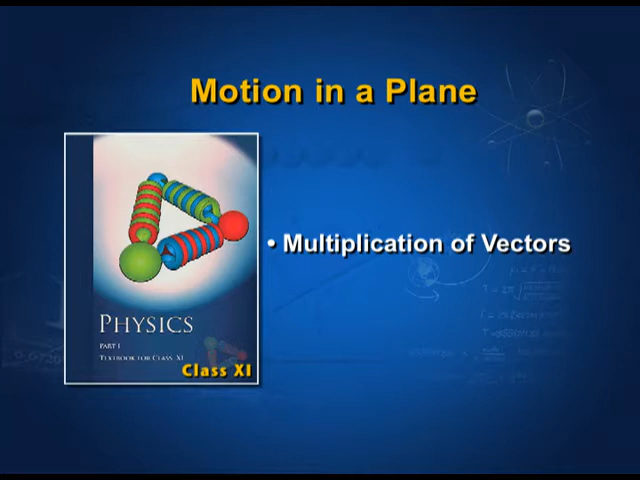 Motion in a Plane
• Multiplication of Vectors
PHYSICS
PART I
TEXTBOOK FOR CLASS XI
Class XI